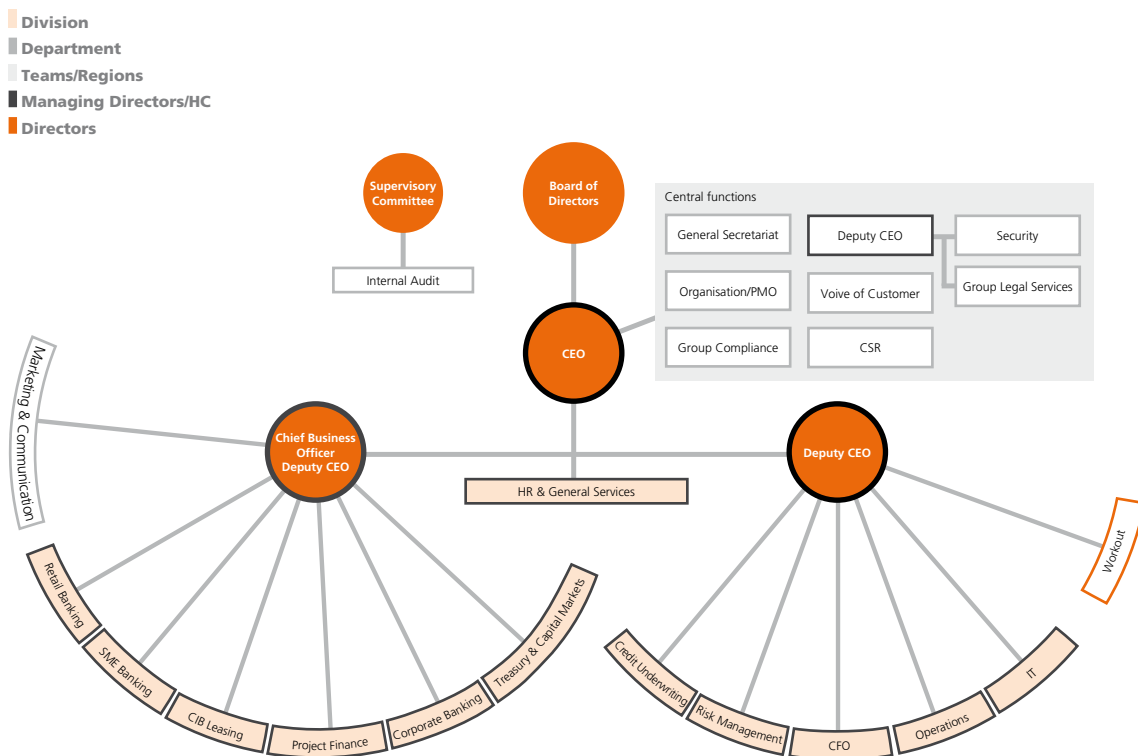 Division
Department
Teams/Regions
Managing Directors/HC
Directors
Supervisory
Committee
Board of
Directors
Central functions
General Secretariat
Deputy CEO
Security
Internal Audit
Organisation/PMO
Voive of Customer
Group Legal Services
CEO
Group Compliance
CSR
Marketing & Communication
Chief Business
Officer
Deputy CEO
Deputy CEO
HR & General Services
Workout
Retail Banking
SME Banking
CIB Leasing
Project Finance
Corporate Banking
Treasury & Capital Markets
Credit Underwriting
Risk Management
CFO
Operations
IT